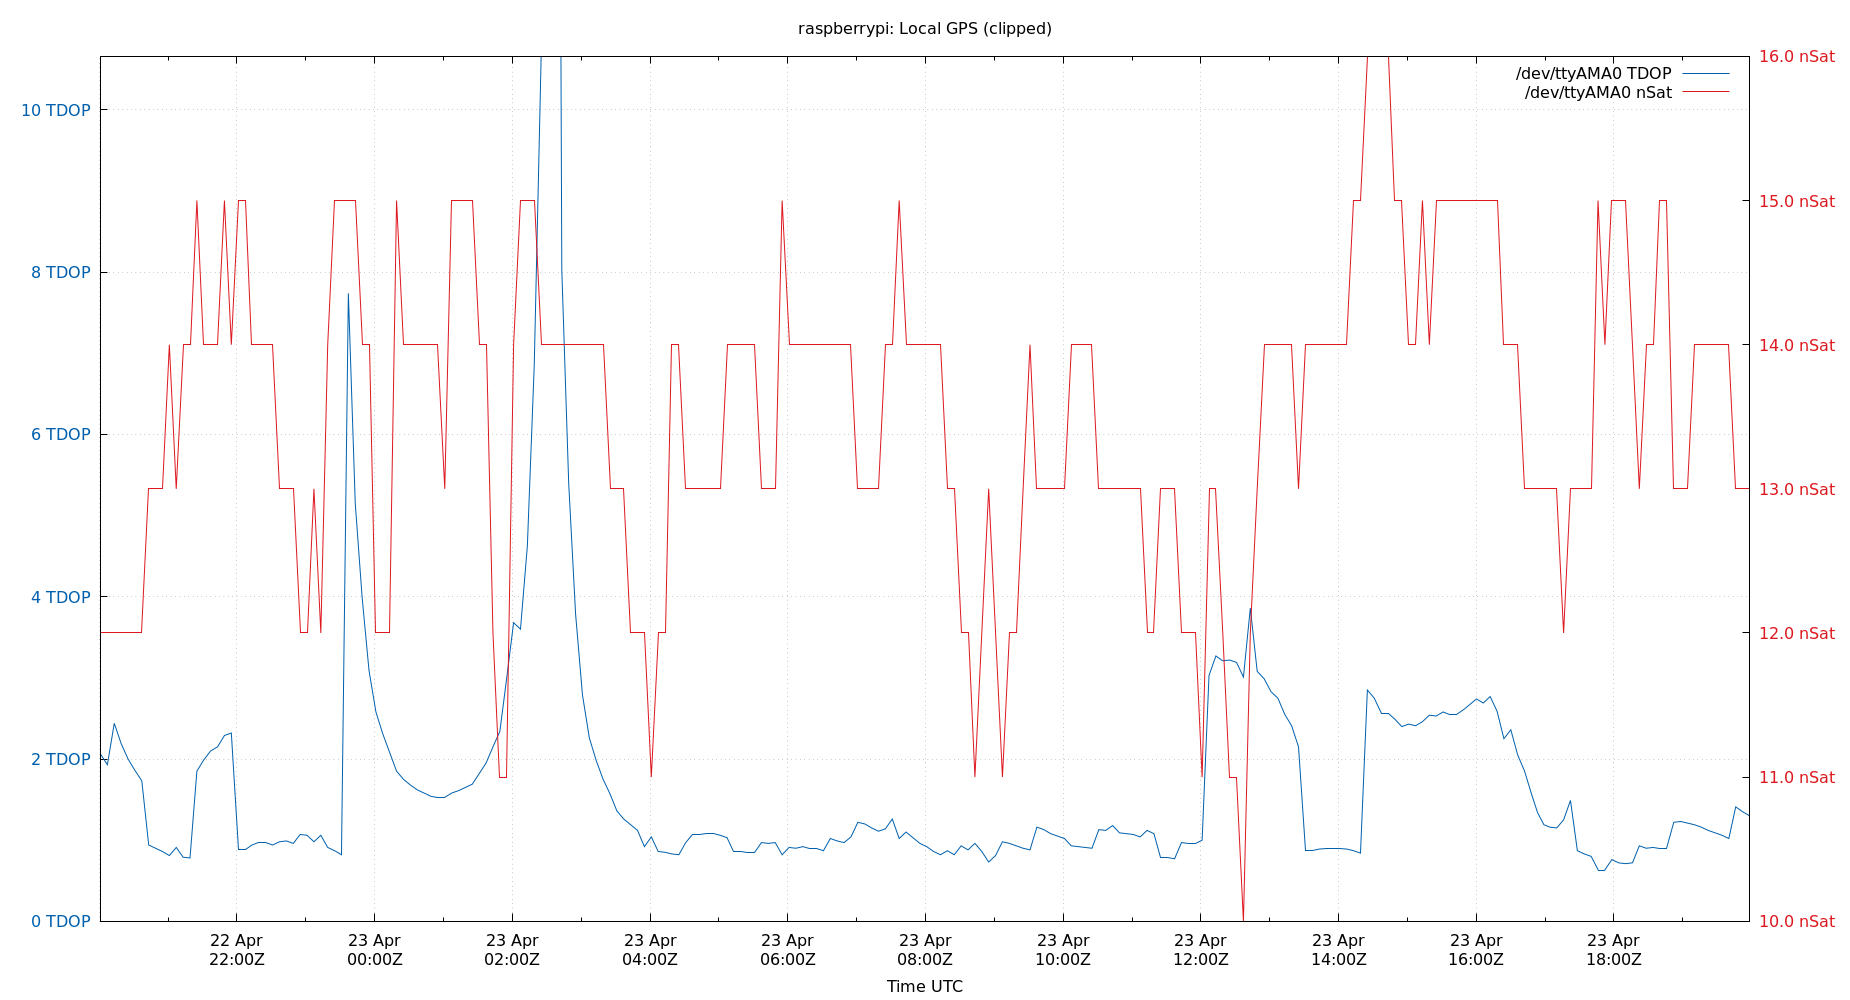 raspberrypi: Local GPS (clipped)
/dev/ttyAMA0 TDOP
/dev/ttyAMA0 nSat
10 TDOP
8 TDOP
6 TDOP
4 TDOP
2 TDOP
0 TDOP
16.0 nSat
15.0 nSat
14.0 nSat
13.0 nSat
12.0 nSat
11.0 nSat
10.0 nSat
22 Apr
22:00Z
23 Apr
00:00Z
23 Apr
02:00Z
23 Apr
04:00Z
23 Apr
06:00Z
23 Apr
08:00Z
23 Apr
10:00Z
23 Apr
12:00Z
23 Apr
14:00Z
23 Apr
16:00Z
23 Apr
18:00Z
Time UTC